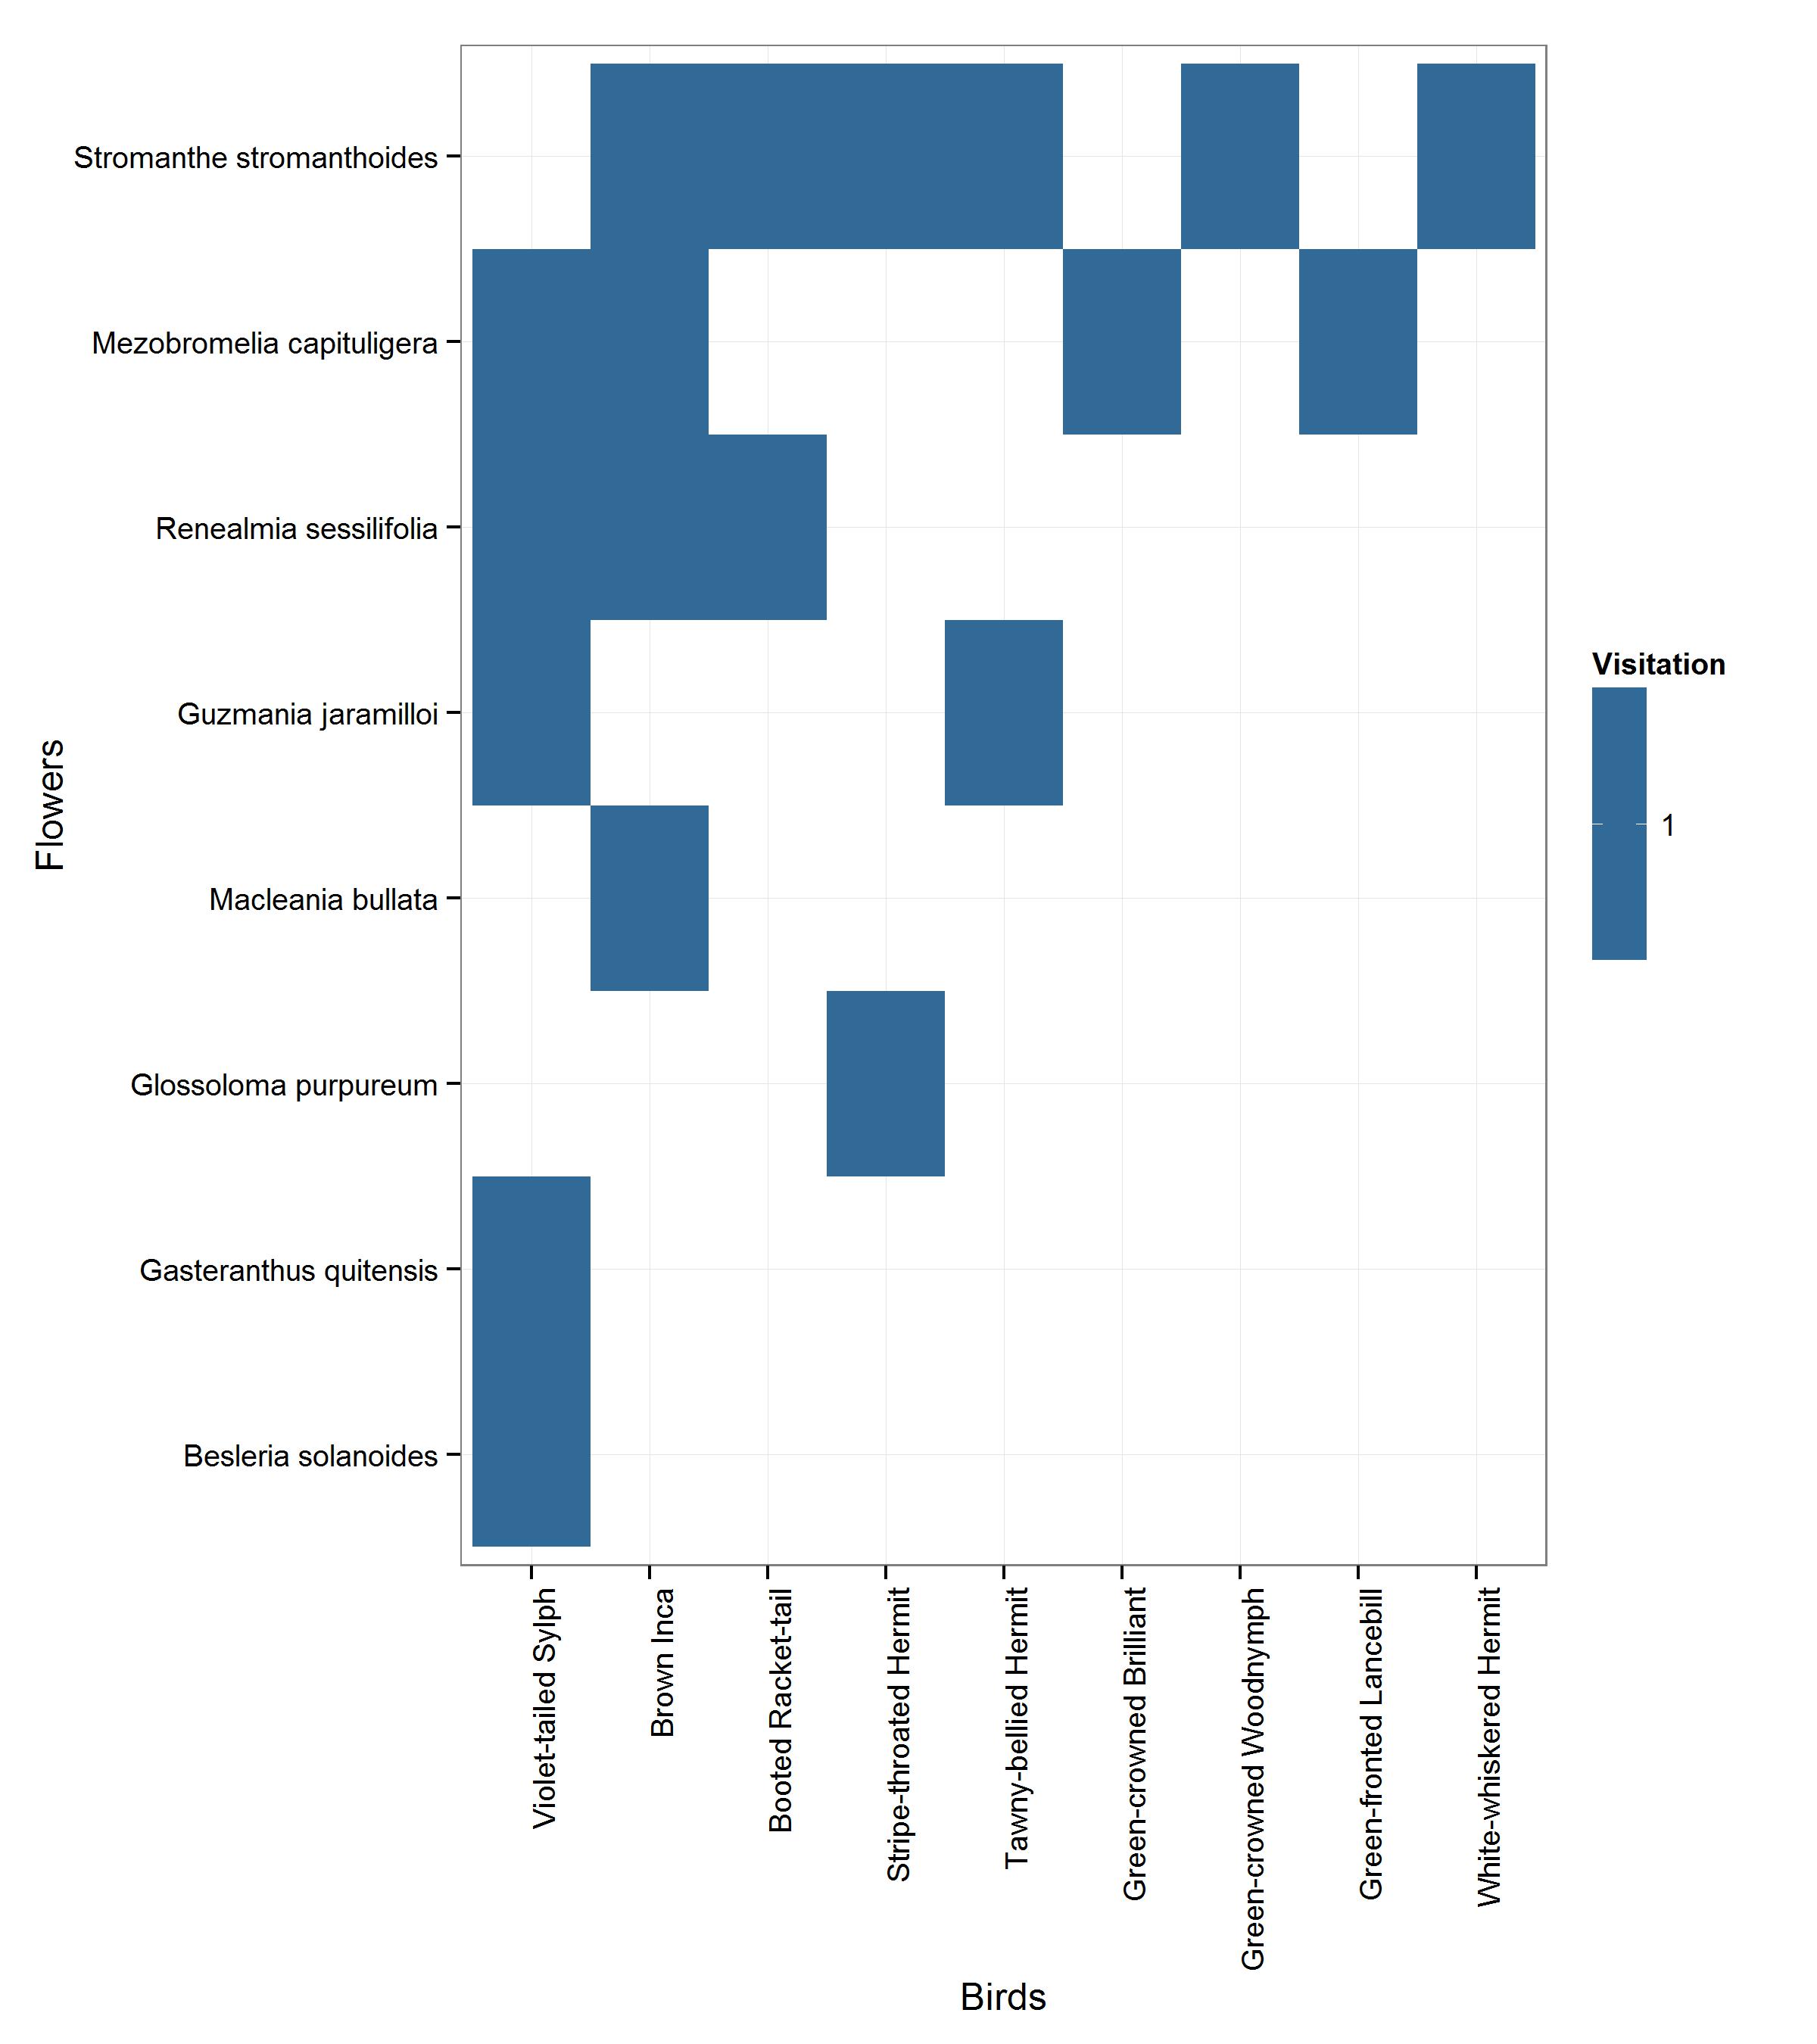 Stromanthe stromanthoides
Mezobromelia capituligera
Renealmia sessilifolia
Guzmania jaramilloi
Macleania bullata
Glossoloma purpureum
Gasteranthus quitensis
Besleria solanoides
Flowers
Visitation
1
Violet-tailed Sylph
Brown Inca
Booted Racket-tail
Stripe-throated Hermit
Tawny-bellied Hermit
Green-crowned Brilliant
Green-crowned Woodnymph
Green-fronted Lancebill
White-whiskered Hermit
Birds